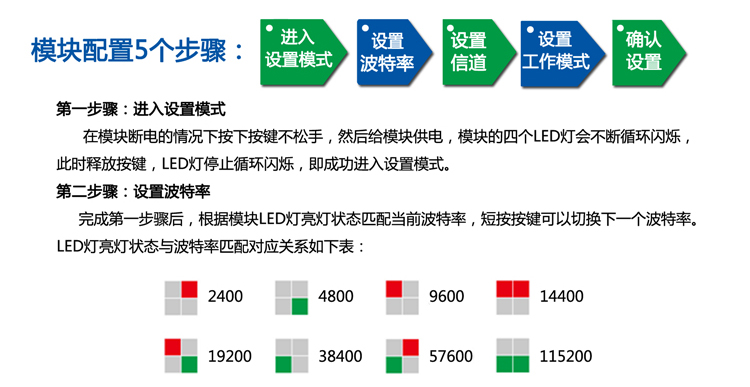 模块配置5个步骤：
进入
设置模式
设置
波特率
设置
信道
设置
工作模式
确认
设置
第一步骤：进入设置模式
在模块断电的情况下按下按键不松手，然后给模块供电，模块的四个LED灯会不断循环闪烁，
此时释放按键，LED灯停止循环闪烁，即成功进入设置模式。
第二步骤：设置波特率
完成第一步骤后，根据模块LED灯亮灯状态匹配当前波特率，短按按键可以切换下一个波特率。
LED灯亮灯状态与波特率匹配对应关系如下表：
2400 4800 9600 14400
19200 38400 57600 115200